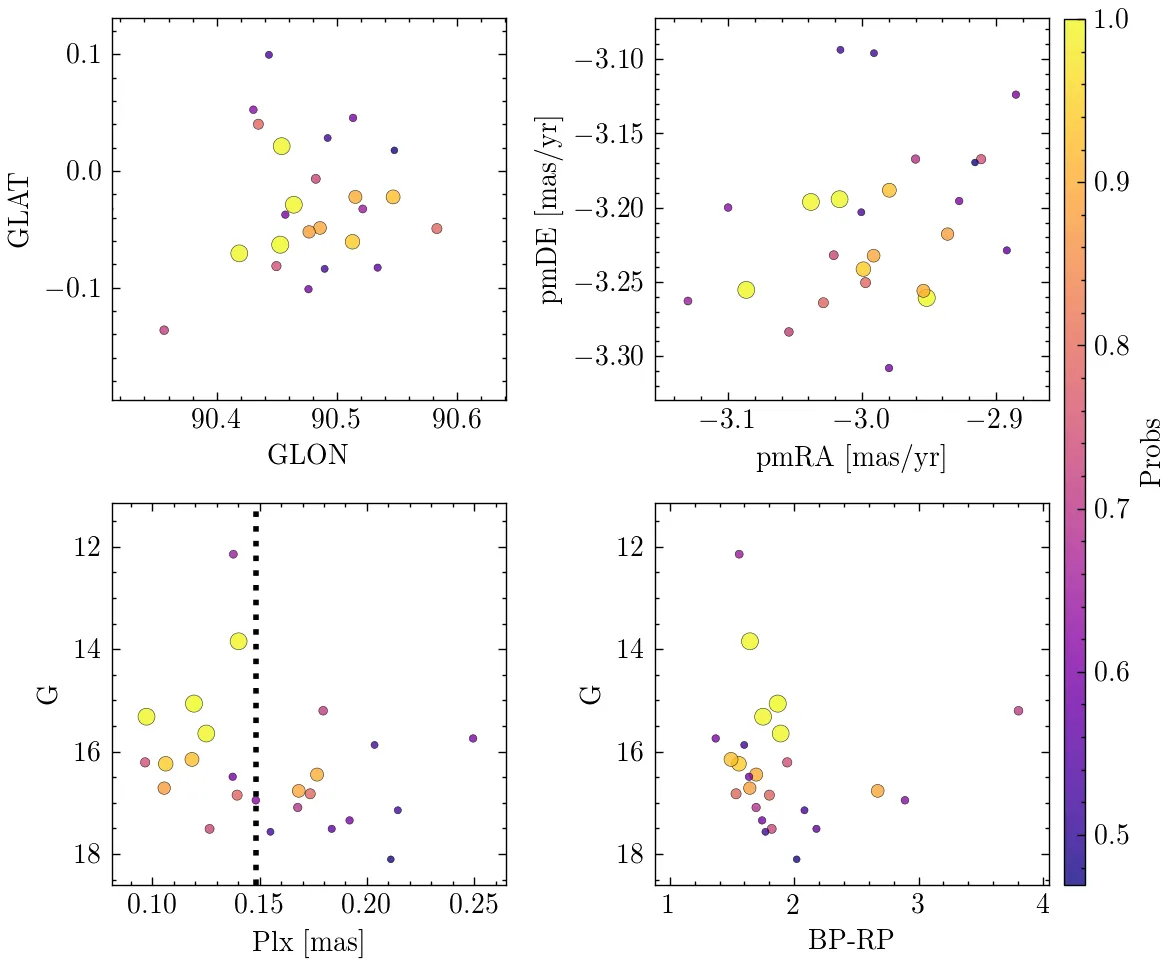 0.1
0.0
−0.1
GLAT
90.4 90.5 90.6
GLON
−3.10
−3.15
−3.20
−3.25
−3.30
pmDE [mas/yr]
−3.1 −3.0 −2.9
pmRA [mas/yr]
1.0
0.9
0.8
0.7
0.6
0.5
Probs
12
14
16
18
G
0.10 0.15 0.20 0.25
Plx [mas]
12
14
16
18
G
1 2 3 4
BP-RP